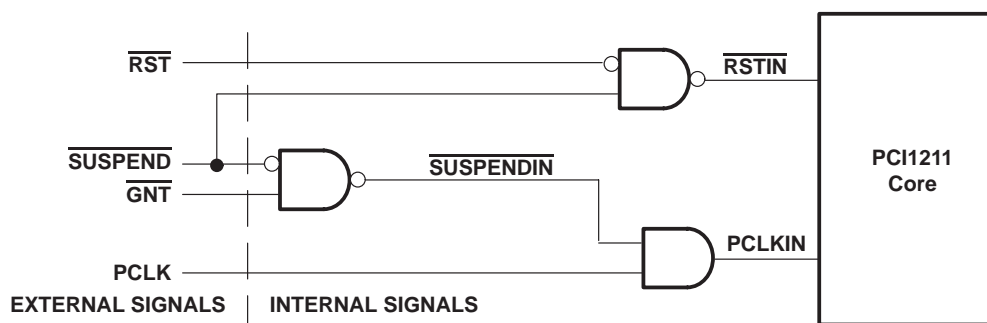 RST
RSTIN
SUSPEND
SUSPENDIN
GNT
PCI1211
Core
PCLKIN
PCLK
EXTERNAL SIGNALS
INTERNAL SIGNALS